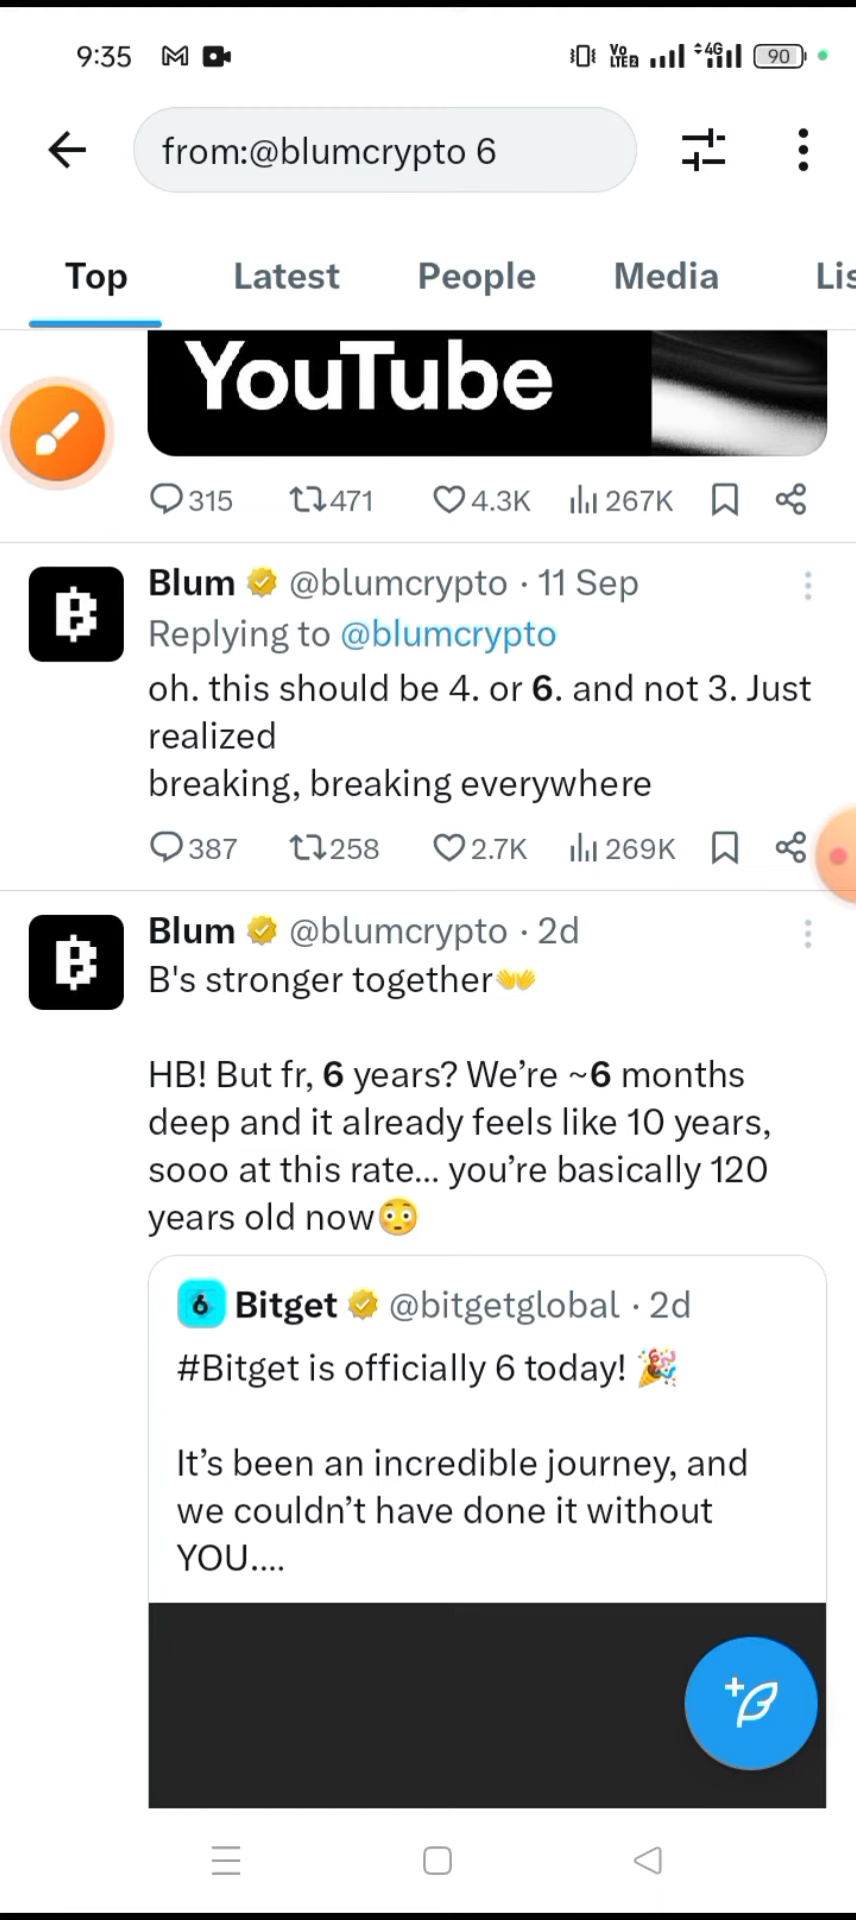 9:35
Vo
LTE2
4G
90
from:@blumcrypto 6
Top
Latest
People
Media
Lis
YouTube
315
471
4.3K
267K
Blum @blumcrypto · 11 Sep
Replying to @blumcrypto
oh. this should be 4. or 6. and not 3. Just
realized
breaking, breaking everywhere
387
258
2.7K
269K
Blum @blumcrypto · 2d
B's stronger together👐
HB! But fr, 6 years? We’re ~6 months
deep and it already feels like 10 years,
sooo at this rate... you’re basically 120
years old now😳
6
Bitget @bitgetglobal · 2d
#Bitget is officially 6 today! 🎉
It’s been an incredible journey, and
we couldn’t have done it without
YOU....